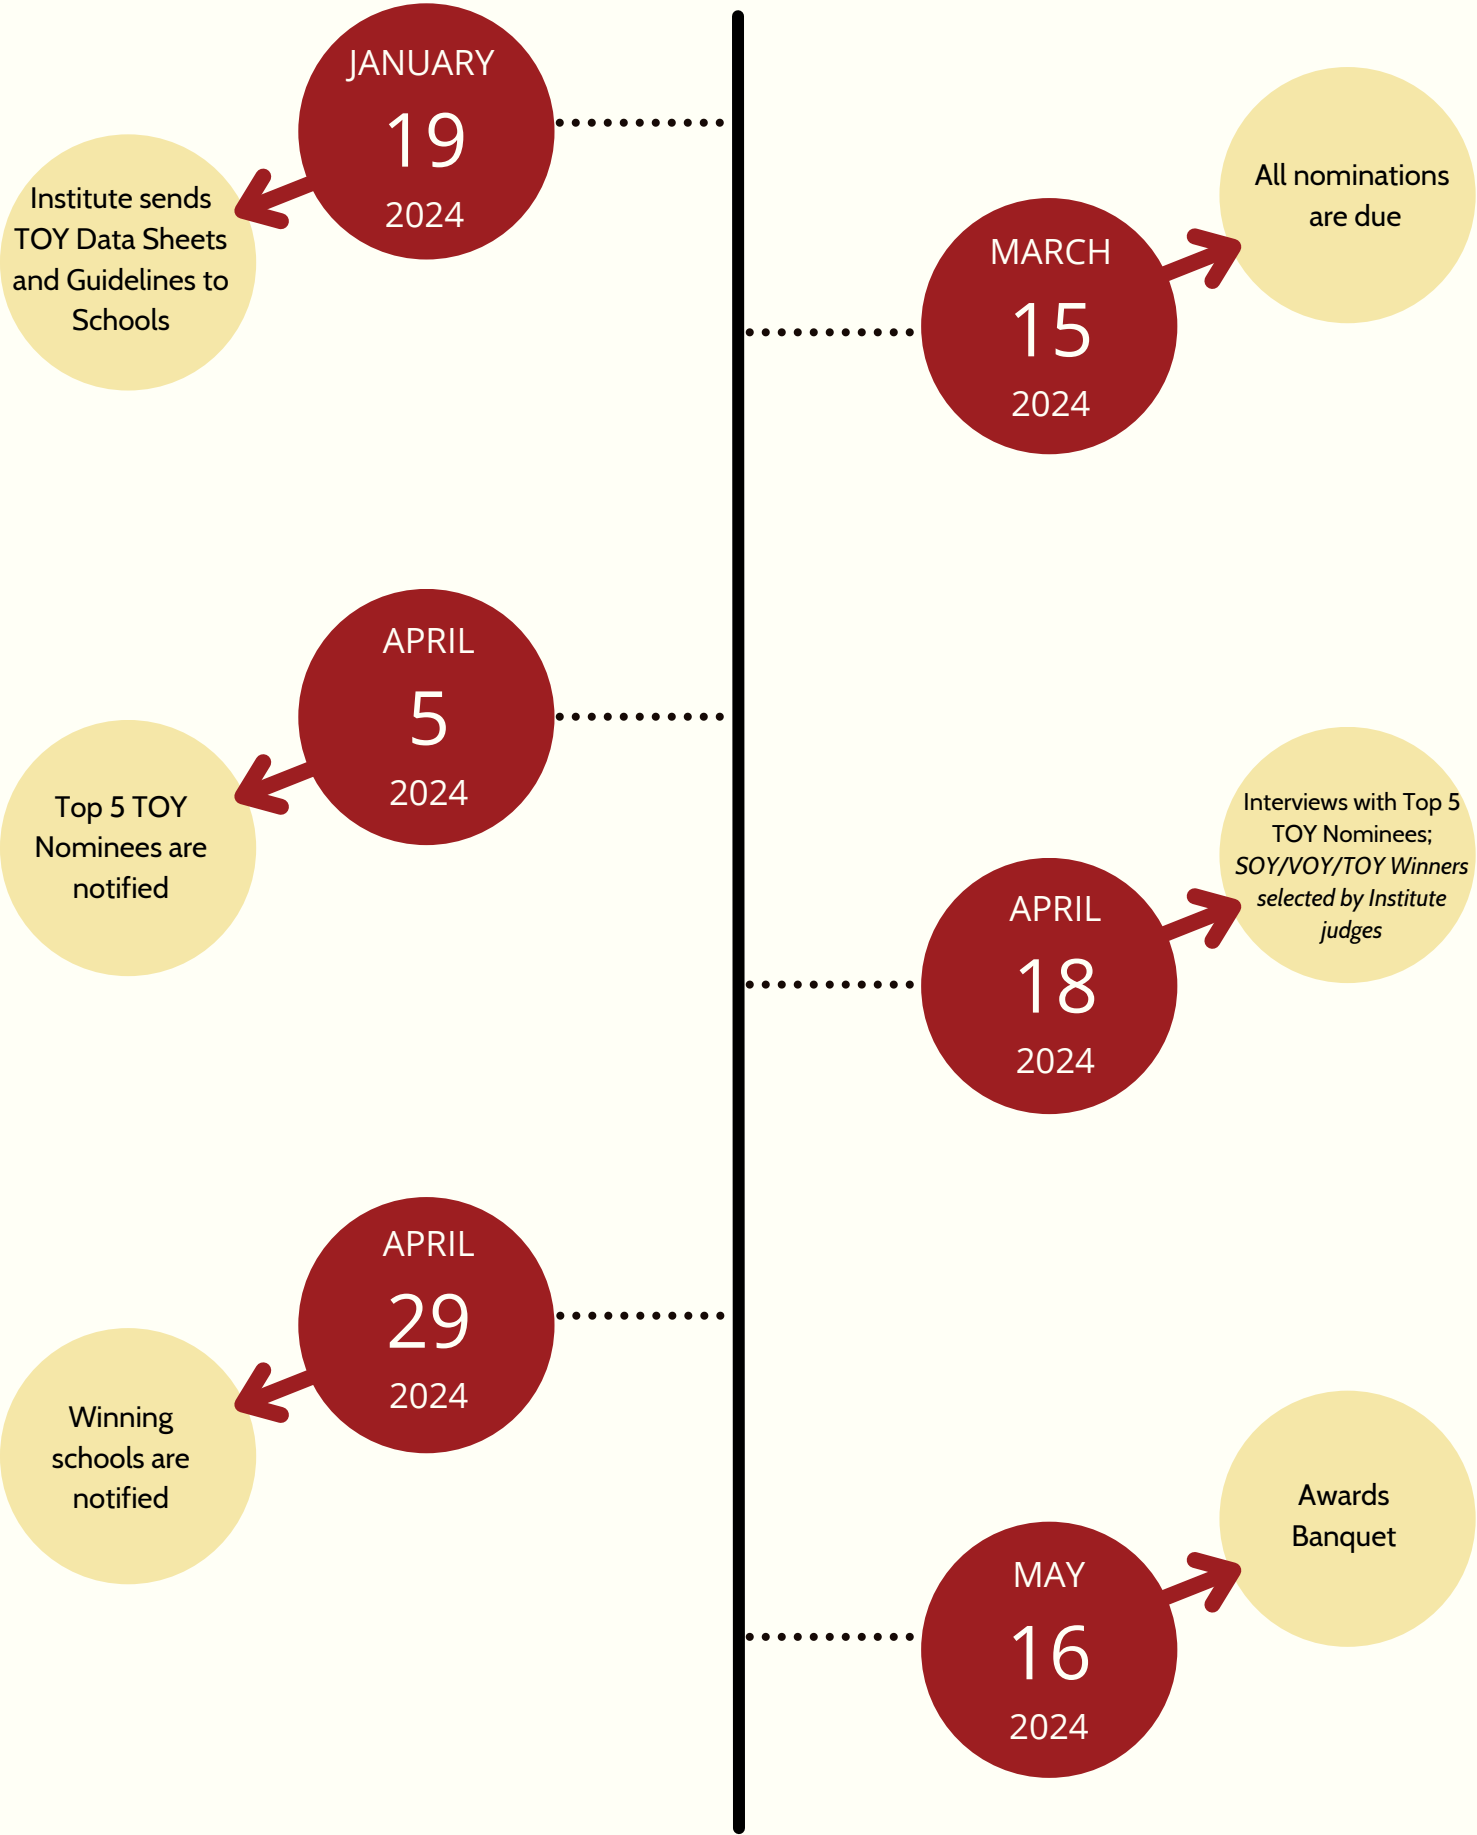 JANUARY
19
2024
Institute sends
TOY Data Sheets
and Guidelines to
Schools
All nominations
are due
MARCH
15
2024
APRIL
5
2024
Top 5 TOY
Nominees are
notified
Interviews with Top 5
TOY Nominees;
SOY/VOY/TOY Winners
selected by Institute
judges
APRIL
18
2024
APRIL
29
2024
Winning
schools are
notified
Awards
Banquet
MAY
16
2024